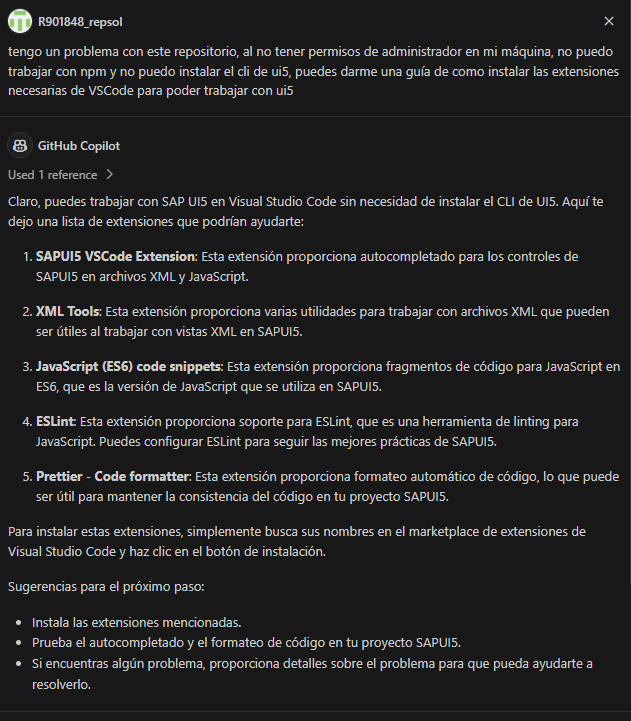 R901848_repsol
tengo un problema con este repositorio, al no tener permisos de administrador en mi máquina, no puedo
trabajar con npm y no puedo instalar el cli de ui5, puedes darme una guía de como instalar las extensiones
necesarias de VSCode para poder trabajar con ui5
GitHub Copilot
Used 1 reference
Claro, puedes trabajar con SAP UI5 en Visual Studio Code sin necesidad de instalar el CLI de UI5. Aquí te
dejo una lista de extensiones que podrían ayudarte:
1. SAPUI5 VSCode Extension: Esta extensión proporciona autocompletado para los controles de
SAPUI5 en archivos XML y JavaScript.
2. XML Tools: Esta extensión proporciona varias utilidades para trabajar con archivos XML que pueden
ser útiles al trabajar con vistas XML en SAPUI5.
3. JavaScript (ES6) code snippets: Esta extensión proporciona fragmentos de código para JavaScript en
ES6, que es la versión de JavaScript que se utiliza en SAPUI5.
4. ESLint: Esta extensión proporciona soporte para ESLint, que es una herramienta de linting para
JavaScript. Puedes configurar ESLint para seguir las mejores prácticas de SAPUI5.
5. Prettier - Code formatter: Esta extensión proporciona formateo automático de código, lo que puede
ser útil para mantener la consistencia del código en tu proyecto SAPUI5.
Para instalar estas extensiones, simplemente busca sus nombres en el marketplace de extensiones de
Visual Studio Code y haz clic en el botón de instalación.
Sugerencias para el próximo paso:
• Instala las extensiones mencionadas.
• Prueba el autocompletado y el formateo de código en tu proyecto SAPUI5.
• Si encuentras algún problema, proporciona detalles sobre el problema para que pueda ayudarte a
resolverlo.